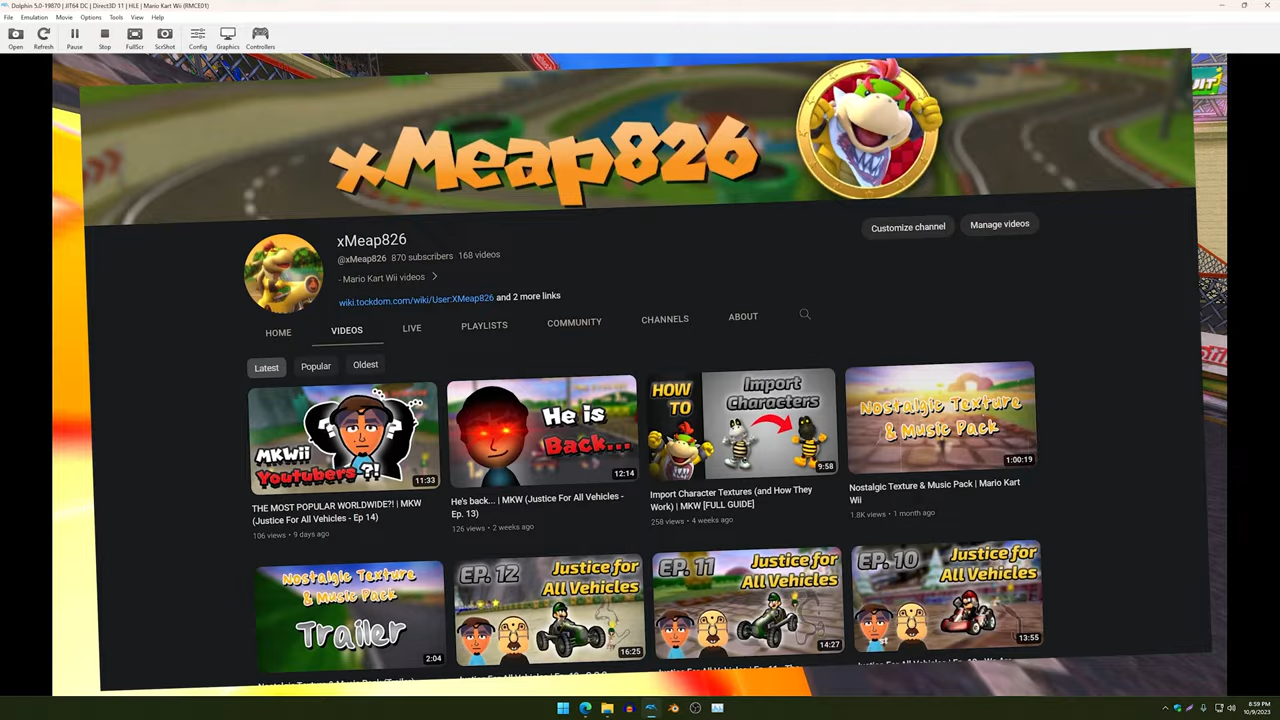 Dolphin 5.0-19870 | JIT64 DC | Direct3D 11 | HLE | Mario Kart Wii (RMCE01)
File Emulation Movie Options Tools View Help
Open Refresh Pause Stop FullScr ScrShot Config Graphics Controllers
xMeap826
xMeap826
@xMeap826 870 subscribers 168 videos
- Mario Kart Wii videos
wiki.tockdom.com/wiki/User:XMeap826 and 2 more links
Customize channel Manage videos
HOME VIDEOS LIVE PLAYLISTS COMMUNITY CHANNELS ABOUT
Latest Popular Oldest
MKWii
Youtubers?!
11:33
THE MOST POPULAR WORLDWIDE?! | MKW
(Justice For All Vehicles - Ep 14)
106 views • 9 days ago
He is
Back...
12:14
He's back... | MKW (Justice For All Vehicles -
Ep. 13)
126 views • 2 weeks ago
HOW
TO
Import
Characters
9:58
Import Character Textures (and How They
Work) | MKW [FULL GUIDE]
258 views • 4 weeks ago
Nostalgic Texture
& Music Pack
1:00:19
Nostalgic Texture & Music Pack | Mario Kart
Wii
1.8K views • 1 month ago
Nostalgic Texture
& Music Pack
Trailer
2:04
EP. 12
Justice for
All Vehicles
16:25
EP. 11
Justice for
All Vehicles
14:27
EP. 10
Justice for
All Vehicles
13:55
8:59 PM
10/9/2023